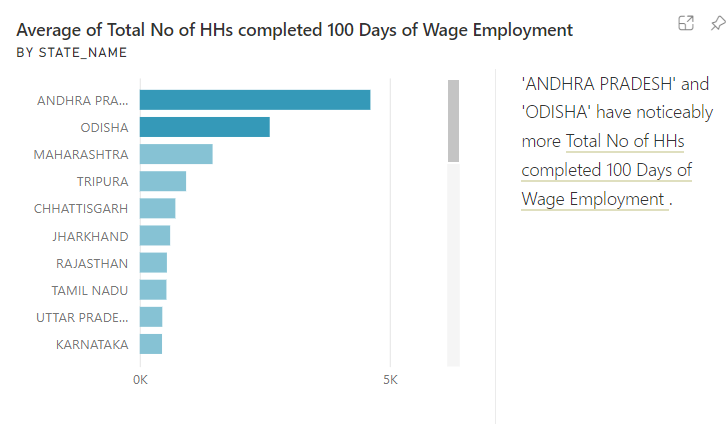 Average of Total No of HHs completed 100 Days of Wage Employment
BY STATE_NAME
ANDHRA PRA...
ODISHA
MAHARASHTRA
TRIPURA
CHHATTISGARH
JHARKHAND
RAJASTHAN
TAMIL NADU
UTTAR PRADE...
KARNATAKA
0K 5K
'ANDHRA PRADESH' and
'ODISHA' have noticeably
more Total No of HHs
completed 100 Days of
Wage Employment .